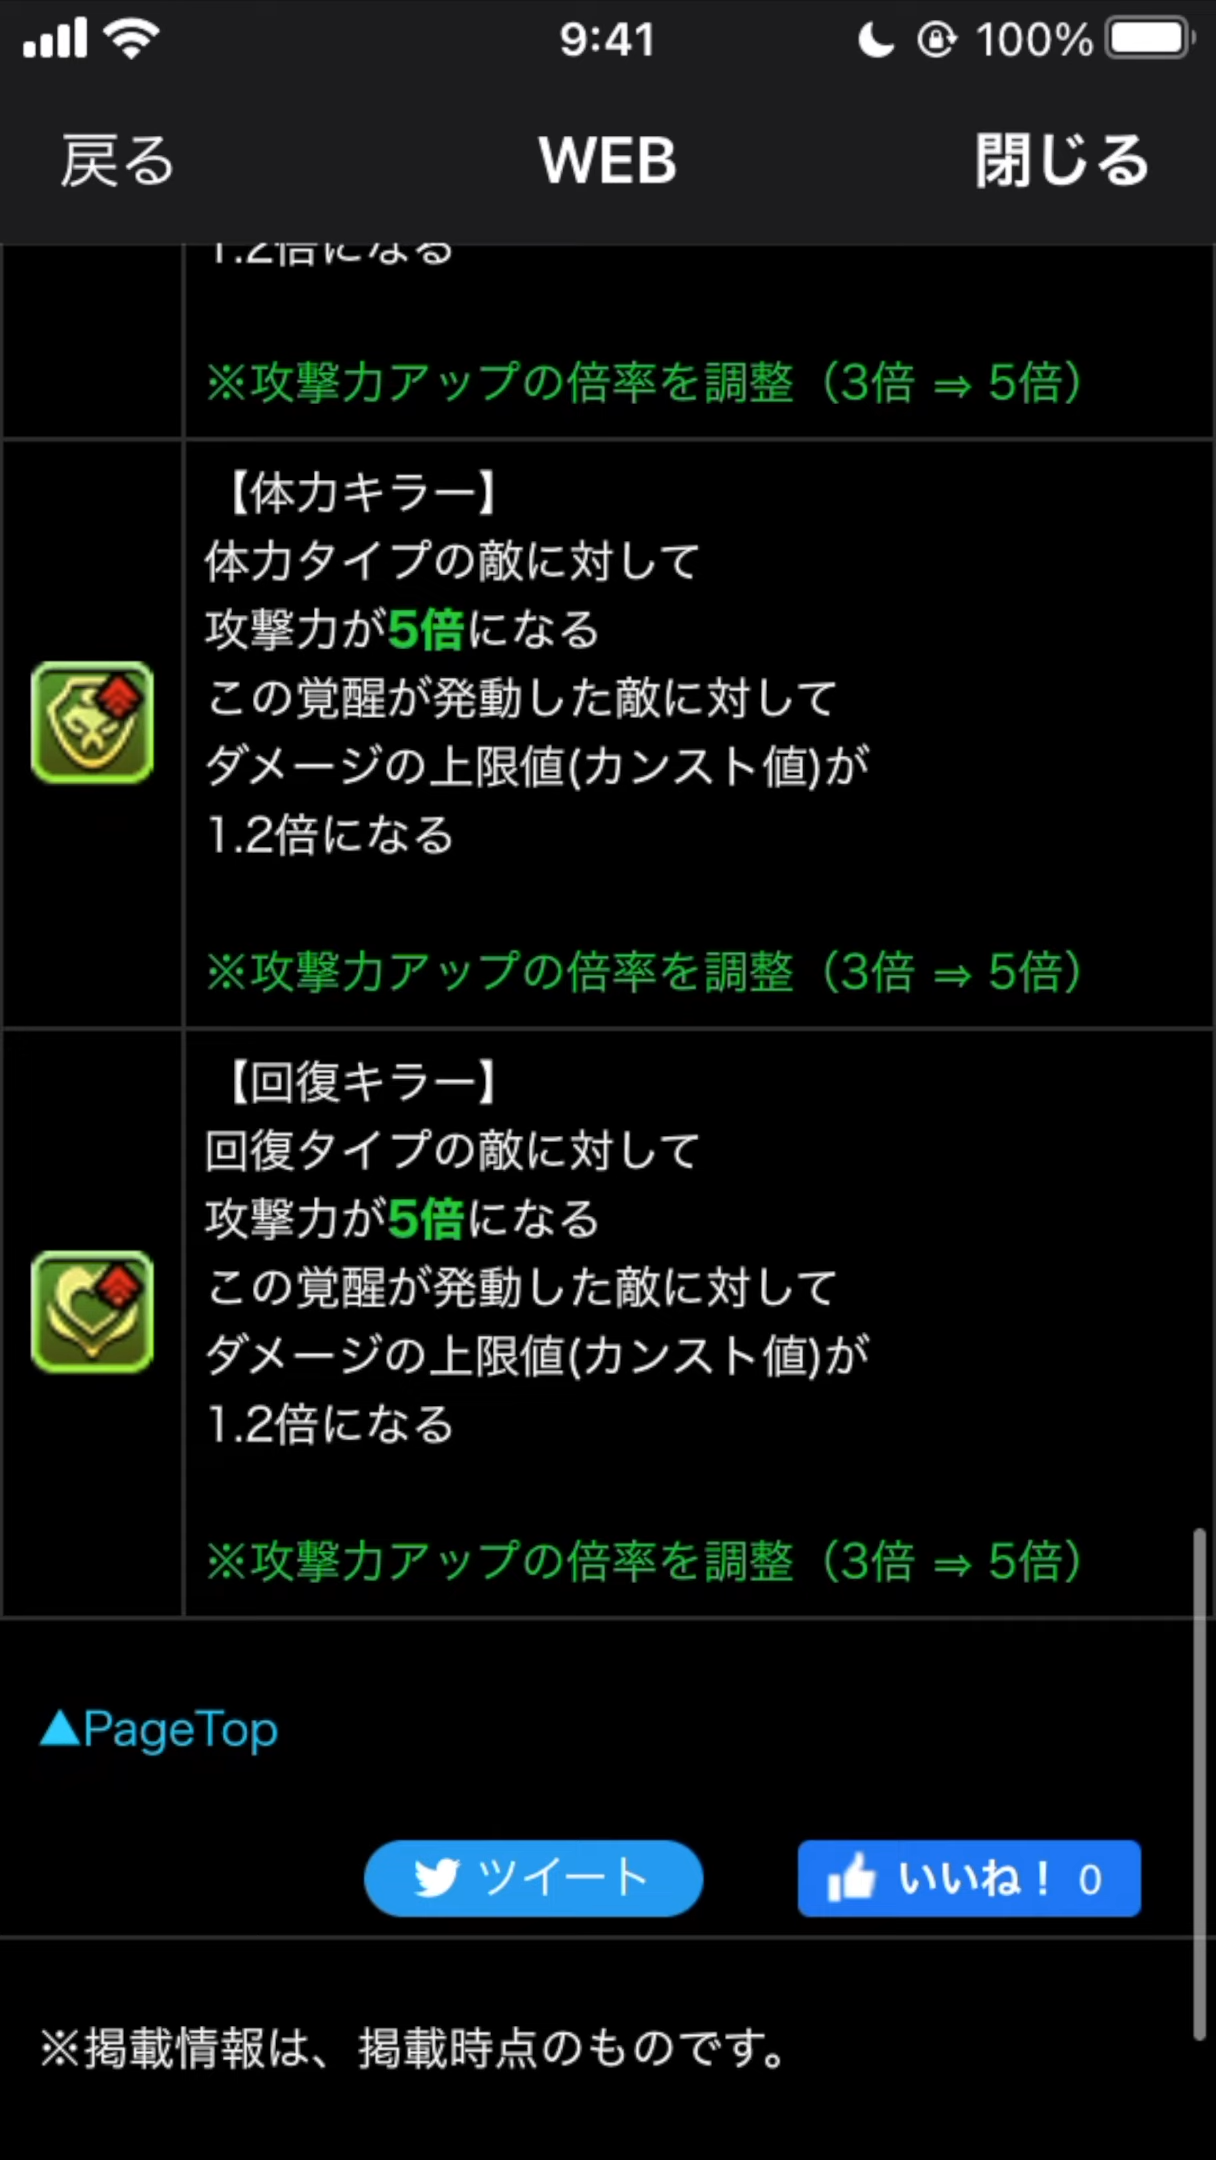 9:41
100%
戻る
WEB
閉じる
1.2倍になる
※攻撃力アップの倍率を調整（3倍 ⇒ 5倍）
【体力キラー】
体力タイプの敵に対して
攻撃力が5倍になる
この覚醒が発動した敵に対して
ダメージの上限値(カンスト値)が
1.2倍になる
※攻撃力アップの倍率を調整（3倍 ⇒ 5倍）
【回復キラー】
回復タイプの敵に対して
攻撃力が5倍になる
この覚醒が発動した敵に対して
ダメージの上限値(カンスト値)が
1.2倍になる
※攻撃力アップの倍率を調整（3倍 ⇒ 5倍）
▲PageTop
ツイート
いいね！ 0
※掲載情報は、掲載時点のものです。